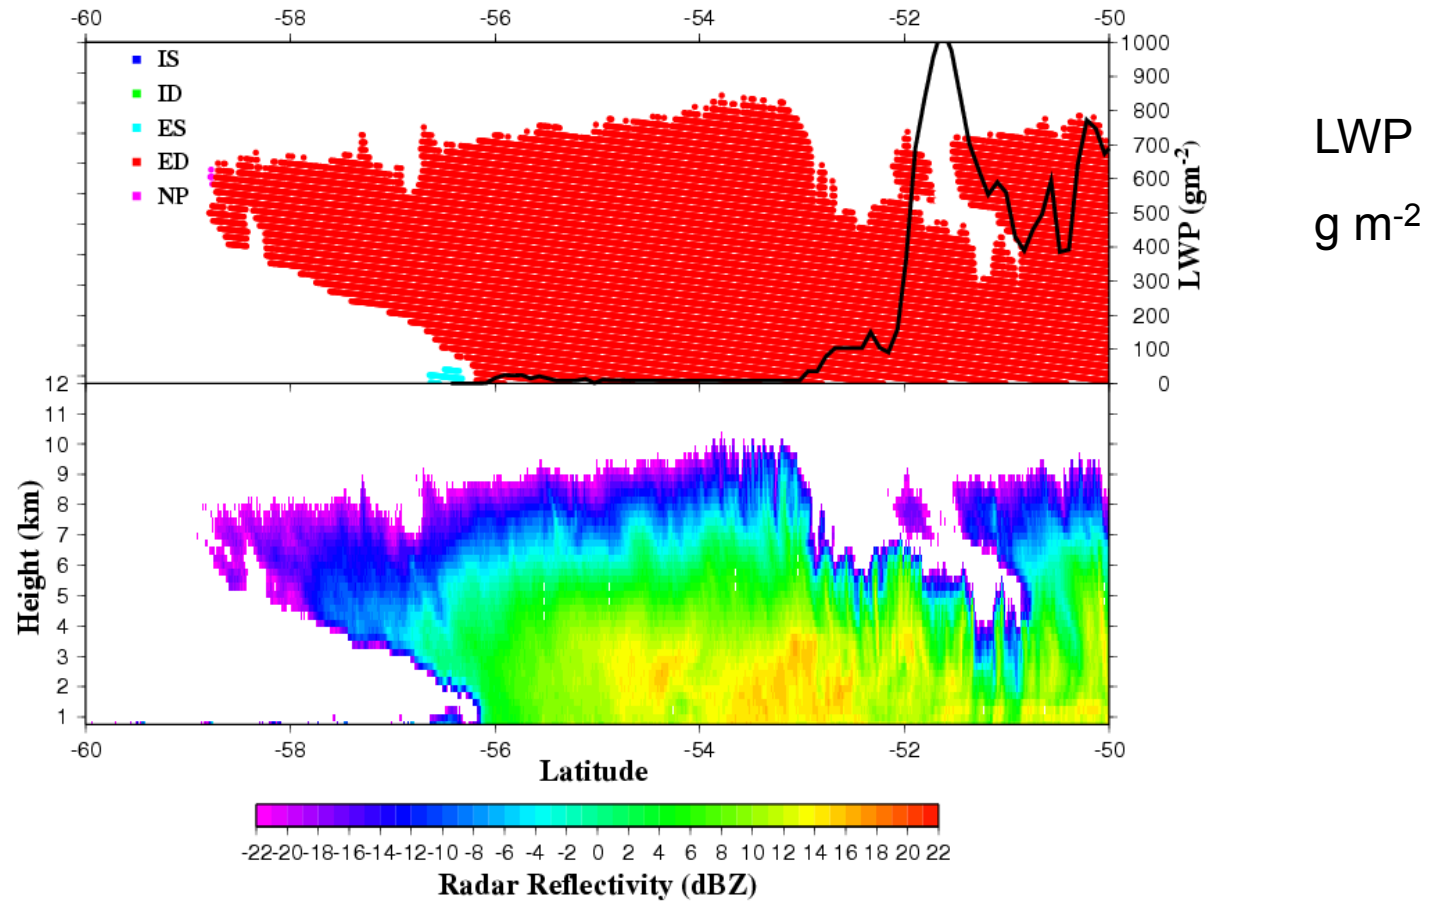 -60 -58 -56 -54 -52 -50
IS
ID
ES
ED
NP
1000
900
800
700
600
500
400
300
200
100
0
LWP (gm-2)
LWP
g m-2
12
11
10
9
8
7
6
5
4
3
2
1
Height (km)
-60 -58 -56 -54 -52 -50
Latitude
-22 -20 -18 -16 -14 -12 -10 -8 -6 -4 -2 0 2 4 6 8 10 12 14 16 18 20 22
Radar Reflectivity (dBZ)